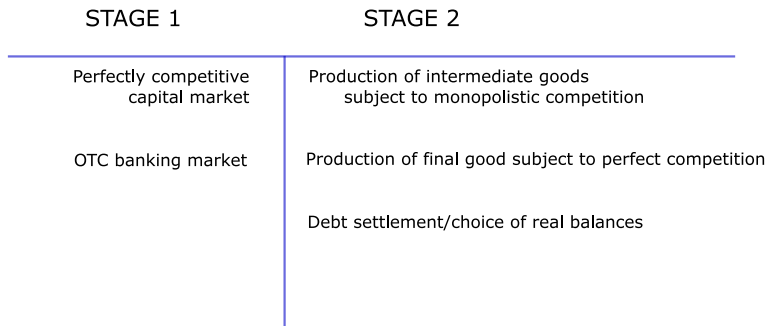 STAGE 1
STAGE 2
Perfectly competitive
capital market
OTC banking market
Production of intermediate goods
subject to monopolistic competition
Production of final good subject to perfect competition
Debt settlement/choice of real balances